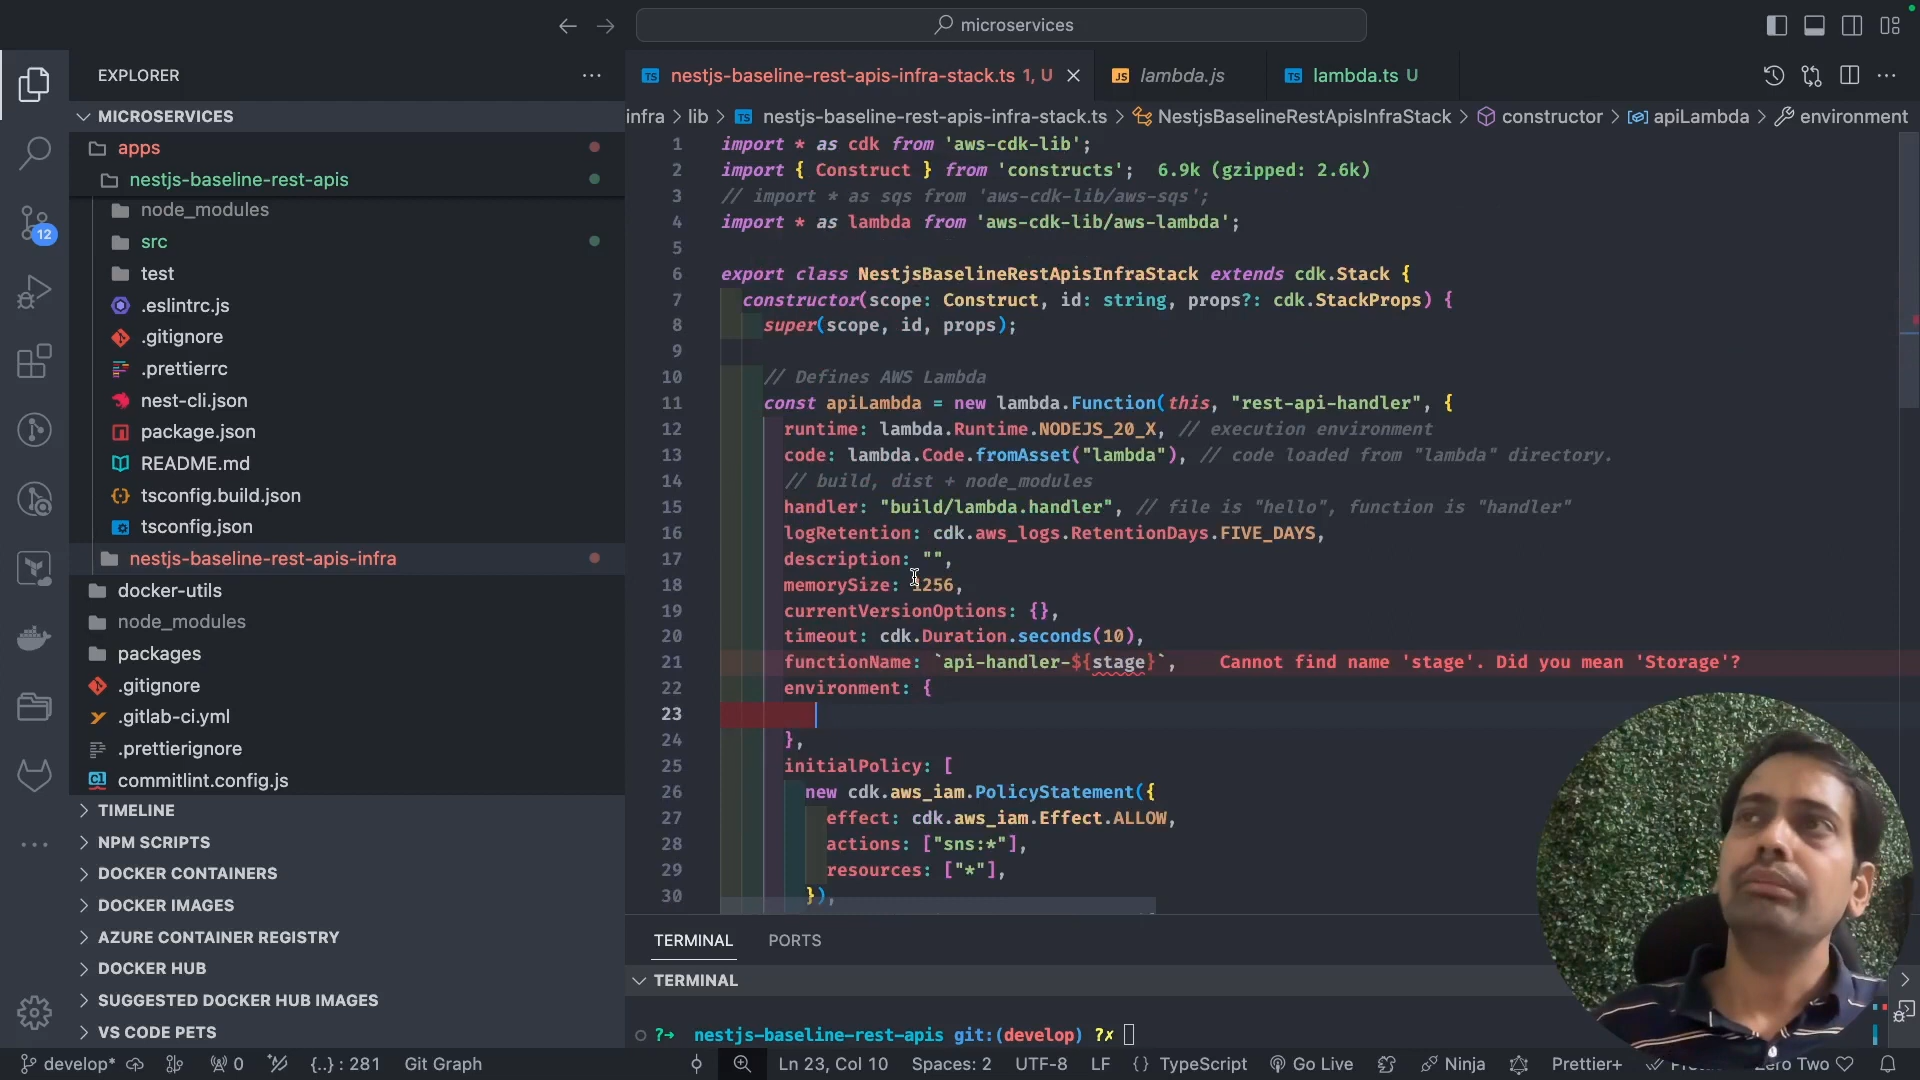 microservices
EXPLORER
MICROSERVICES
apps
nestjs-baseline-rest-apis
node_modules
src
test
.eslintrc.js
.gitignore
.prettierrc
nest-cli.json
package.json
README.md
tsconfig.build.json
tsconfig.json
nestjs-baseline-rest-apis-infra
docker-utils
node_modules
packages
.gitignore
.gitlab-ci.yml
.prettierignore
commitlint.config.js
TIMELINE
NPM SCRIPTS
DOCKER CONTAINERS
DOCKER IMAGES
AZURE CONTAINER REGISTRY
DOCKER HUB
SUGGESTED DOCKER HUB IMAGES
VS CODE PETS
12
TS nestjs-baseline-rest-apis-infra-stack.ts 1, U
JS lambda.js
TS lambda.ts U
infra > lib > TS nestjs-baseline-rest-apis-infra-stack.ts > NestjsBaselineRestApisInfraStack > constructor > apiLambda > environment
1 import * as cdk from 'aws-cdk-lib';
2 import { Construct } from 'constructs'; 6.9k (gzipped: 2.6k)
3 // import * as sqs from 'aws-cdk-lib/aws-sqs';
4 import * as lambda from 'aws-cdk-lib/aws-lambda';
5
6 export class NestjsBaselineRestApisInfraStack extends cdk.Stack {
7 constructor(scope: Construct, id: string, props?: cdk.StackProps) {
8 super(scope, id, props);
9
10 // Defines AWS Lambda
11 const apiLambda = new lambda.Function(this, "rest-api-handler", {
12 runtime: lambda.Runtime.NODEJS_20_X, // execution environment
13 code: lambda.Code.fromAsset("lambda"), // code loaded from "lambda" directory.
14 // build, dist + node_modules
15 handler: "build/lambda.handler", // file is "hello", function is "handler"
16 logRetention: cdk.aws_logs.RetentionDays.FIVE_DAYS,
17 description: "",
18 memorySize: 1256,
19 currentVersionOptions: {},
20 timeout: cdk.Duration.seconds(10),
21 functionName: `api-handler-${stage}`, Cannot find name 'stage'. Did you mean 'Storage'?
22 environment: {
23
24 },
25 initialPolicy: [
26 new cdk.aws_iam.PolicyStatement({
27 effect: cdk.aws_iam.Effect.ALLOW,
28 actions: ["sns:*"],
29 resources: ["*"],
30 }),
TERMINAL PORTS
TERMINAL
?→ nestjs-baseline-rest-apis git:(develop) ?✗
develop* 0 {..} : 281 Git Graph Ln 23, Col 10 Spaces: 2 UTF-8 LF {} TypeScript Go Live Ninja Prettier+ Zero Two